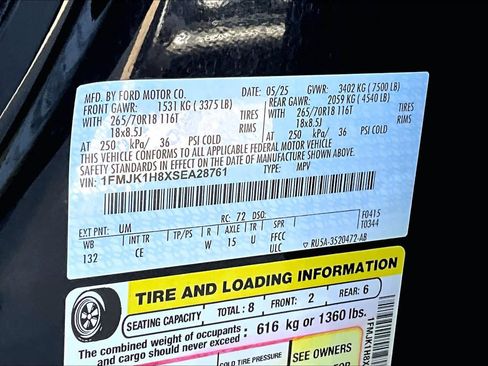 MFD. BY FORD MOTOR CO.
DATE: 05/25 GVWR: 3402 KG (7500 LB)
FRONT GAWR: 1531 KG (3375 LB) REAR GAWR: 2059 KG (4540 LB)
WITH TIRES WITH TIRES
265/70R18 116T 265/70R18 116T
18x8.5J RIMS 18x8.5J RIMS
AT 250 kPa/ 36 PSI COLD AT 250 kPa/ 36 PSI COLD
THIS VEHICLE CONFORMS TO ALL APPLICABLE FEDERAL MOTOR VEHICLE
SAFETY STANDARDS IN EFFECT ON THE DATE OF MANUFACTURE SHOWN ABOVE.
VIN: 1FMJK1H8XSEA28761 TYPE: MPV
EXT PNT: UM RC: 72 DSO: F0415
WB INT TR TP/PS R AXLE TR SPR T0344
132 CE W 15 U FFCC
ULC ▽ RU5A-3520472-AB
TIRE AND LOADING INFORMATION
SEATING CAPACITY TOTAL: 8 FRONT: 2 REAR: 6
The combined weight of occupants
and cargo should never exceed: 616 kg or 1360 lbs.
COLD TIRE PRESSURE
SEE OWNERS
1FMJK1H8X